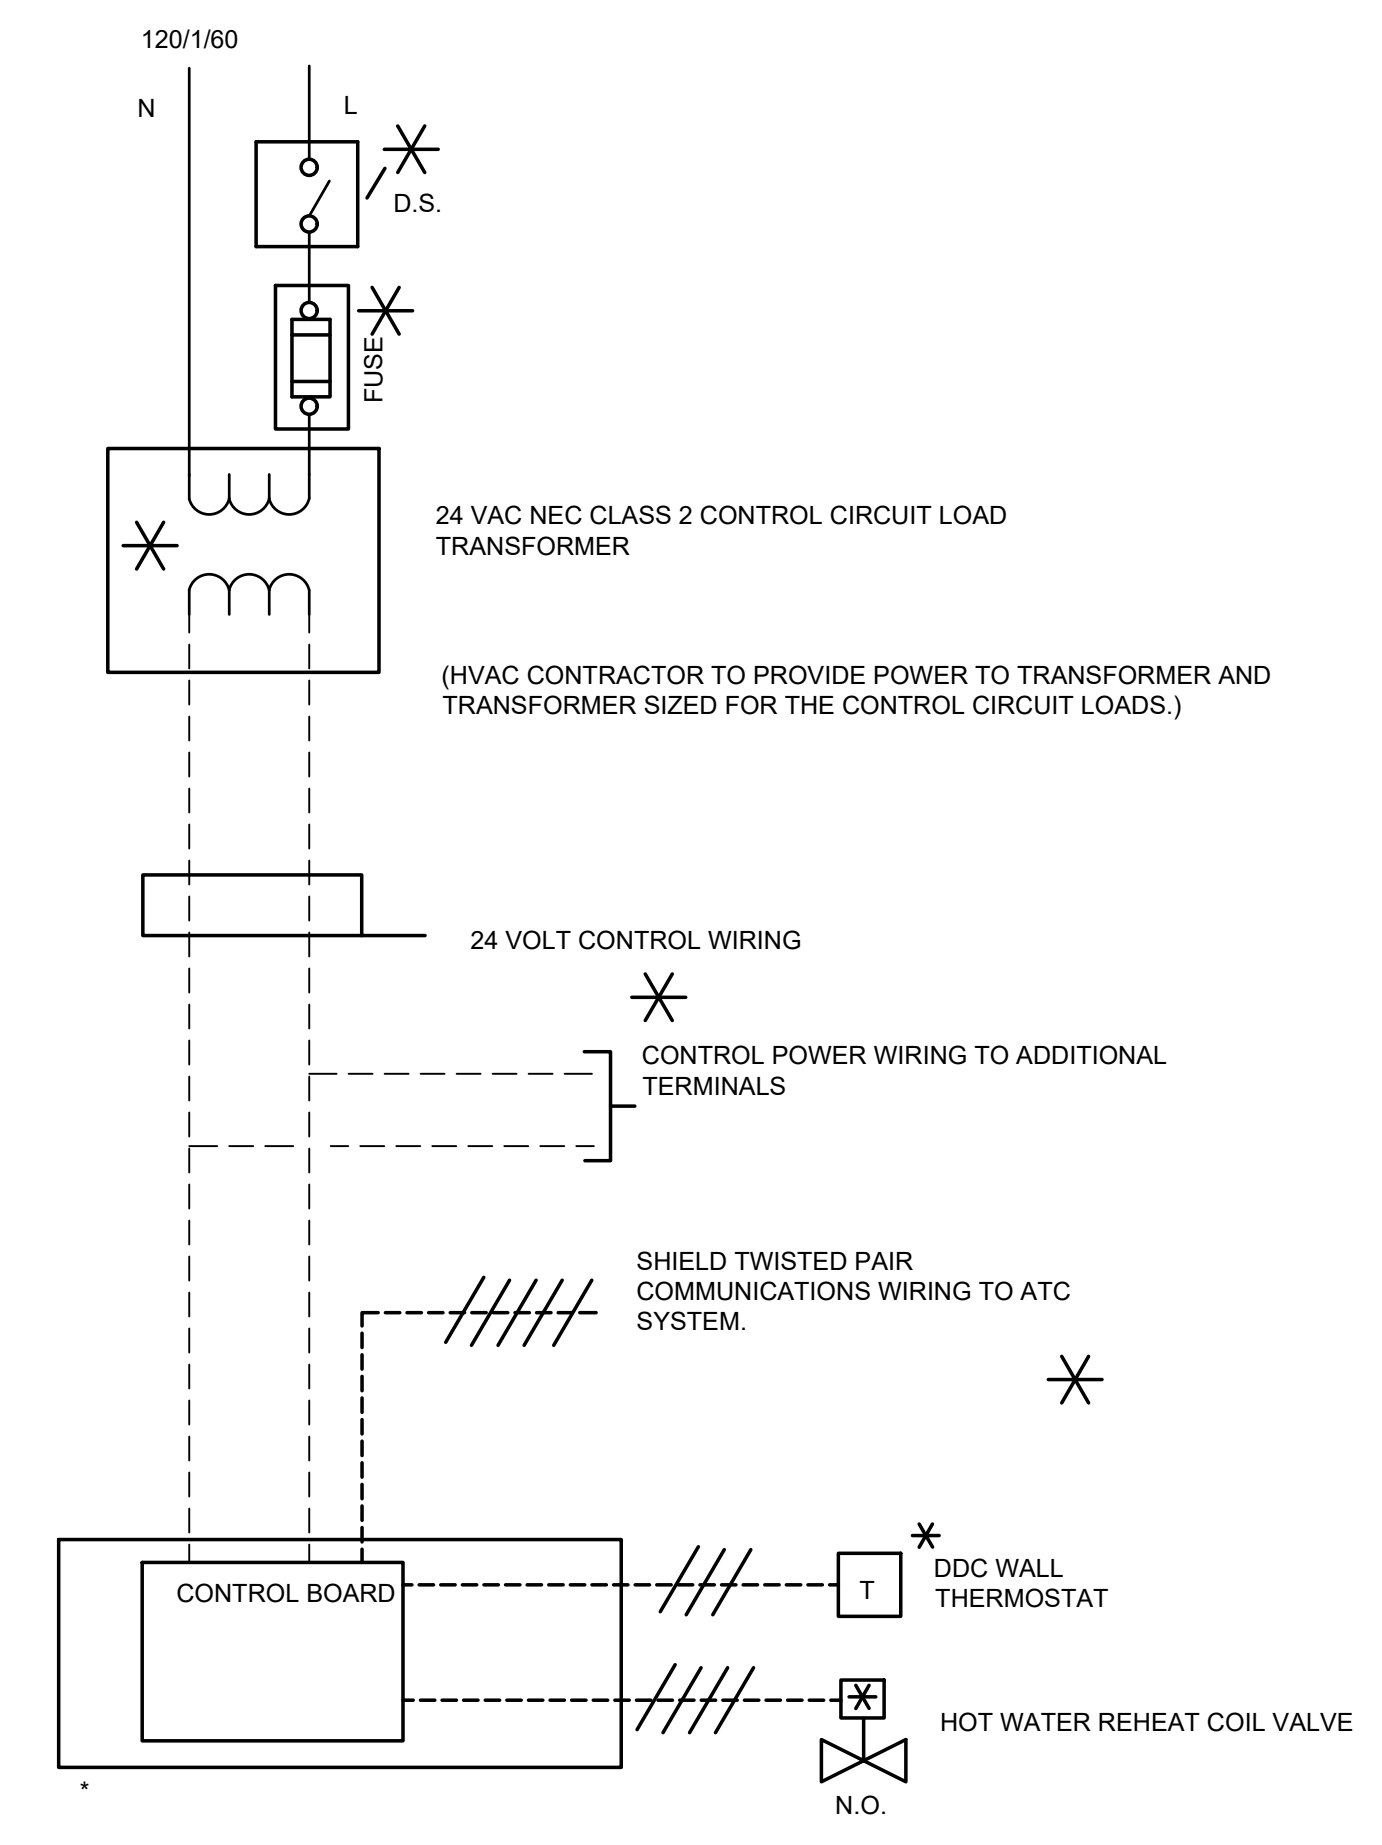 120/1/60
N
L
D.S.
FUSE
24 VAC NEC CLASS 2 CONTROL CIRCUIT LOAD
TRANSFORMER
(HVAC CONTRACTOR TO PROVIDE POWER TO TRANSFORMER AND
TRANSFORMER SIZED FOR THE CONTROL CIRCUIT LOADS.)
24 VOLT CONTROL WIRING
CONTROL POWER WIRING TO ADDITIONAL
TERMINALS
SHIELD TWISTED PAIR
COMMUNICATIONS WIRING TO ATC
SYSTEM.
CONTROL BOARD
T
DDC WALL
THERMOSTAT
HOT WATER REHEAT COIL VALVE
*
N.O.